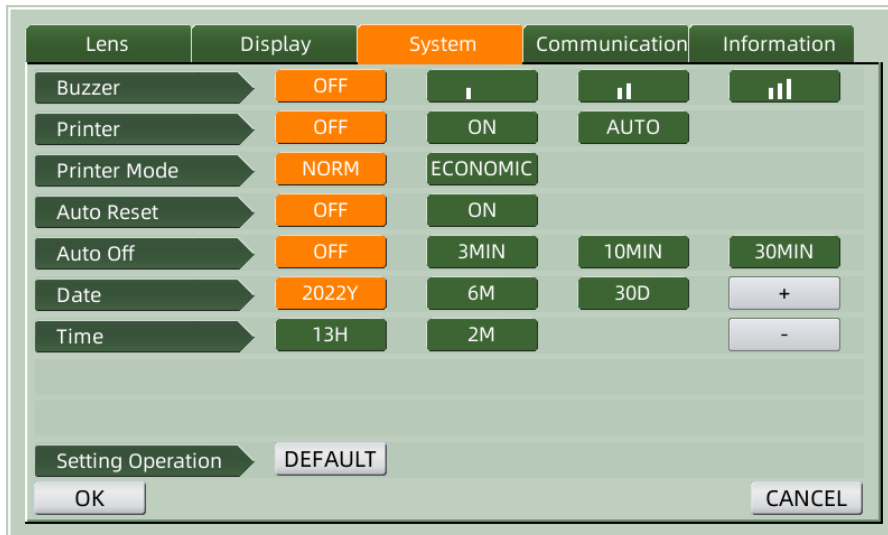 Lens Display System Communication Information
Buzzer OFF
Printer OFF ON AUTO
Printer Mode NORM ECONOMIC
Auto Reset OFF ON
Auto Off OFF 3MIN 10MIN 30MIN
Date 2022Y 6M 30D +
Time 13H 2M -
Setting Operation DEFAULT
OK CANCEL